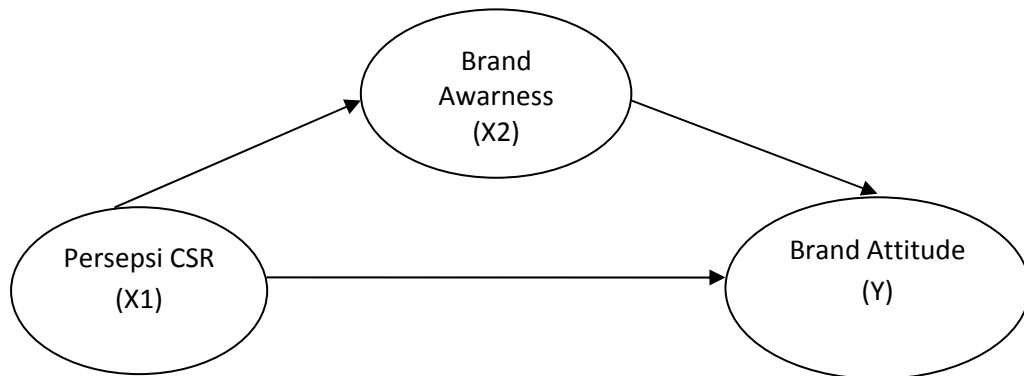 Brand
Awarness
(X2)
Persepsi CSR
(X1)
Brand Attitude
(Y)